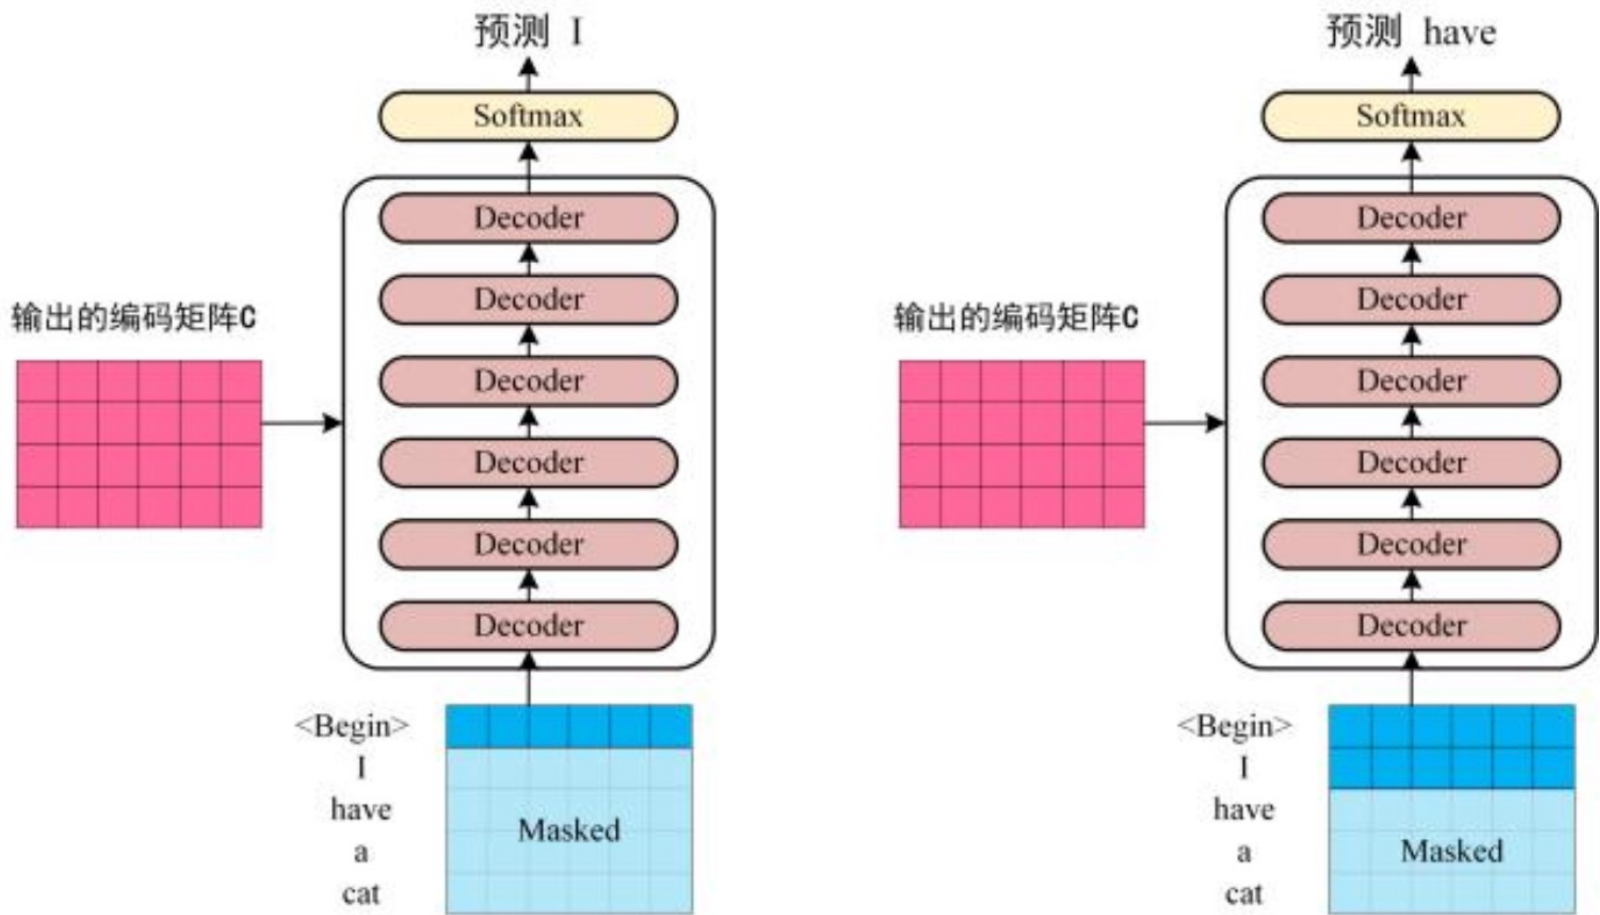 预测 I
Softmax
Decoder
Decoder
Decoder
Decoder
Decoder
Decoder
输出的编码矩阵C
<Begin>
I
have
a
cat
Masked
预测 have
Softmax
Decoder
Decoder
Decoder
Decoder
Decoder
Decoder
输出的编码矩阵C
<Begin>
I
have
a
cat
Masked